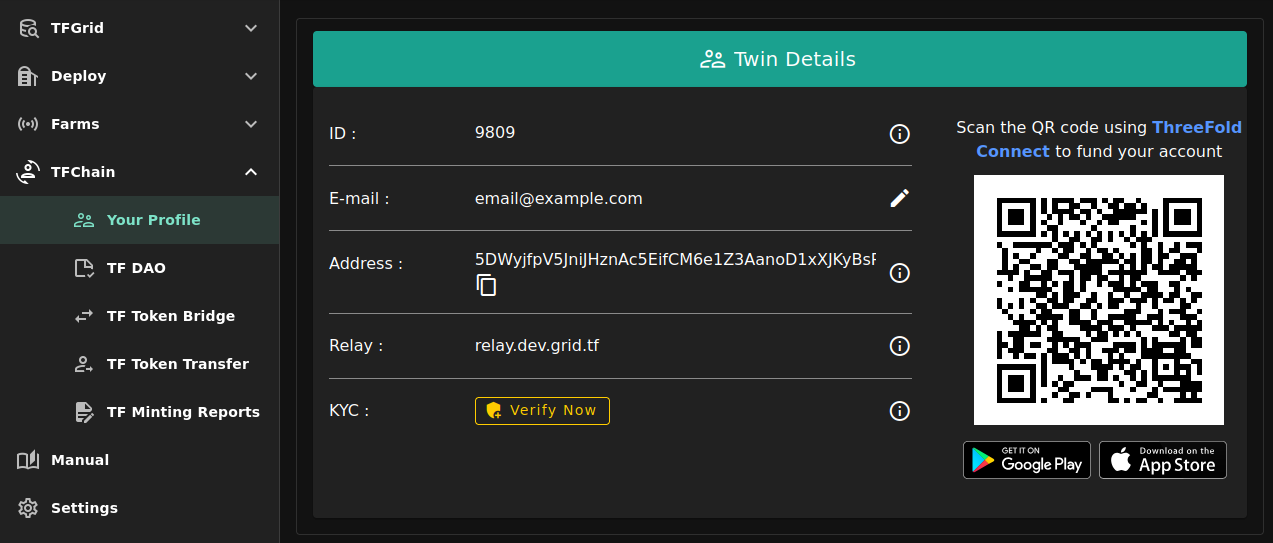 TFGrid
Deploy
Farms
TFChain
Your Profile
TF DAO
TF Token Bridge
TF Token Transfer
TF Minting Reports
Manual
Settings
Twin Details
ID :
9809
E-mail :
email@example.com
Address :
5DWyjfpV5JniJHznAc5EifCM6e1Z3AanoD1xXJKyBsF
Relay :
relay.dev.grid.tf
KYC :
Verify Now
Scan the QR code using ThreeFold
Connect to fund your account
GET IT ON
Google Play
Download on the
App Store